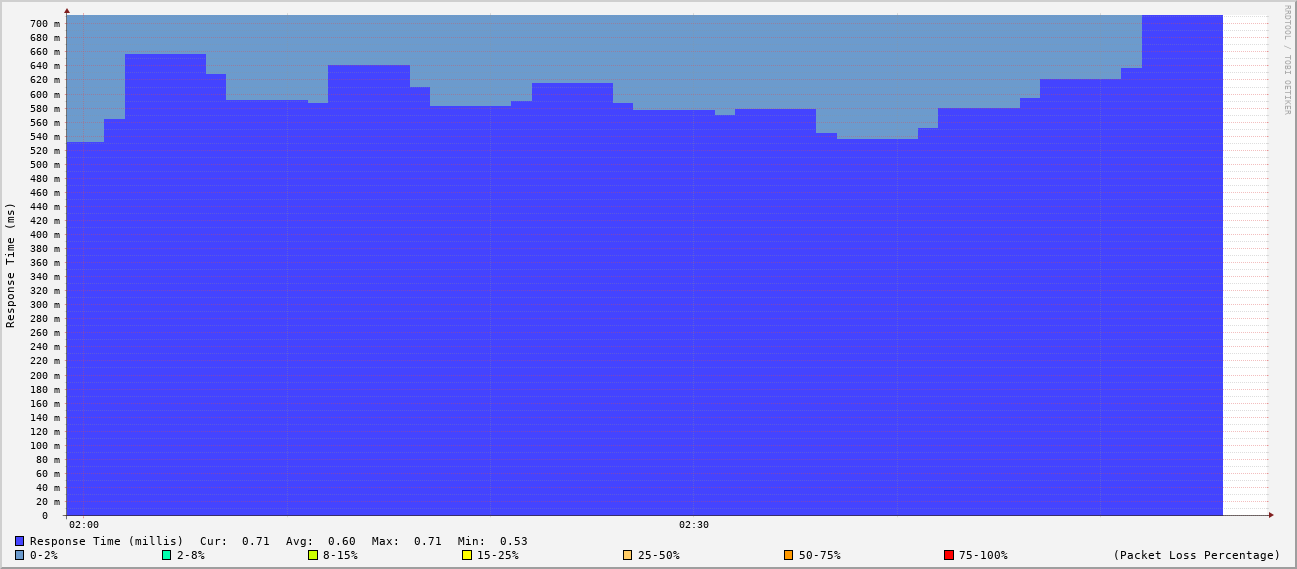 RRDTOOL / TOBI OETIKER
Response Time (ms)
700 m
680 m
660 m
640 m
620 m
600 m
580 m
560 m
540 m
520 m
500 m
480 m
460 m
440 m
420 m
400 m
380 m
360 m
340 m
320 m
300 m
280 m
260 m
240 m
220 m
200 m
180 m
160 m
140 m
120 m
100 m
80 m
60 m
40 m
20 m
0
02:00 02:30
Response Time (millis) Cur: 0.71 Avg: 0.60 Max: 0.71 Min: 0.53
0-2% 2-8% 8-15% 15-25% 25-50% 50-75% 75-100% (Packet Loss Percentage)